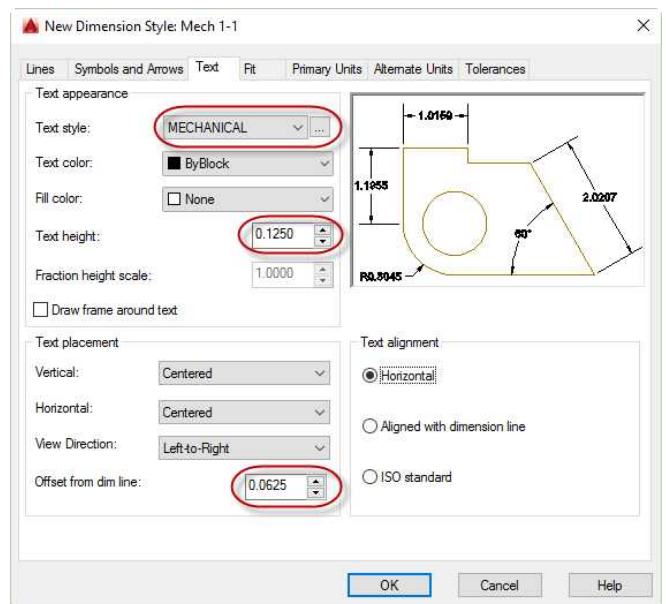 New Dimension Style: Mech 1-1
Lines Symbols and Arrows Text Fit Primary Units Alternate Units Tolerances
Text appearance
Text style: MECHANICAL ...
Text color: ByBlock
Fill color: None
Text height: 0.1250
Fraction height scale: 1.0000
Draw frame around text
1.0159
1.1955
2.0207
60°
R0.8045
Text placement
Vertical: Centered
Horizontal: Centered
View Direction: Left-to-Right
Offset from dim line: 0.0625
Text alignment
Horizontal
Aligned with dimension line
ISO standard
OK Cancel Help